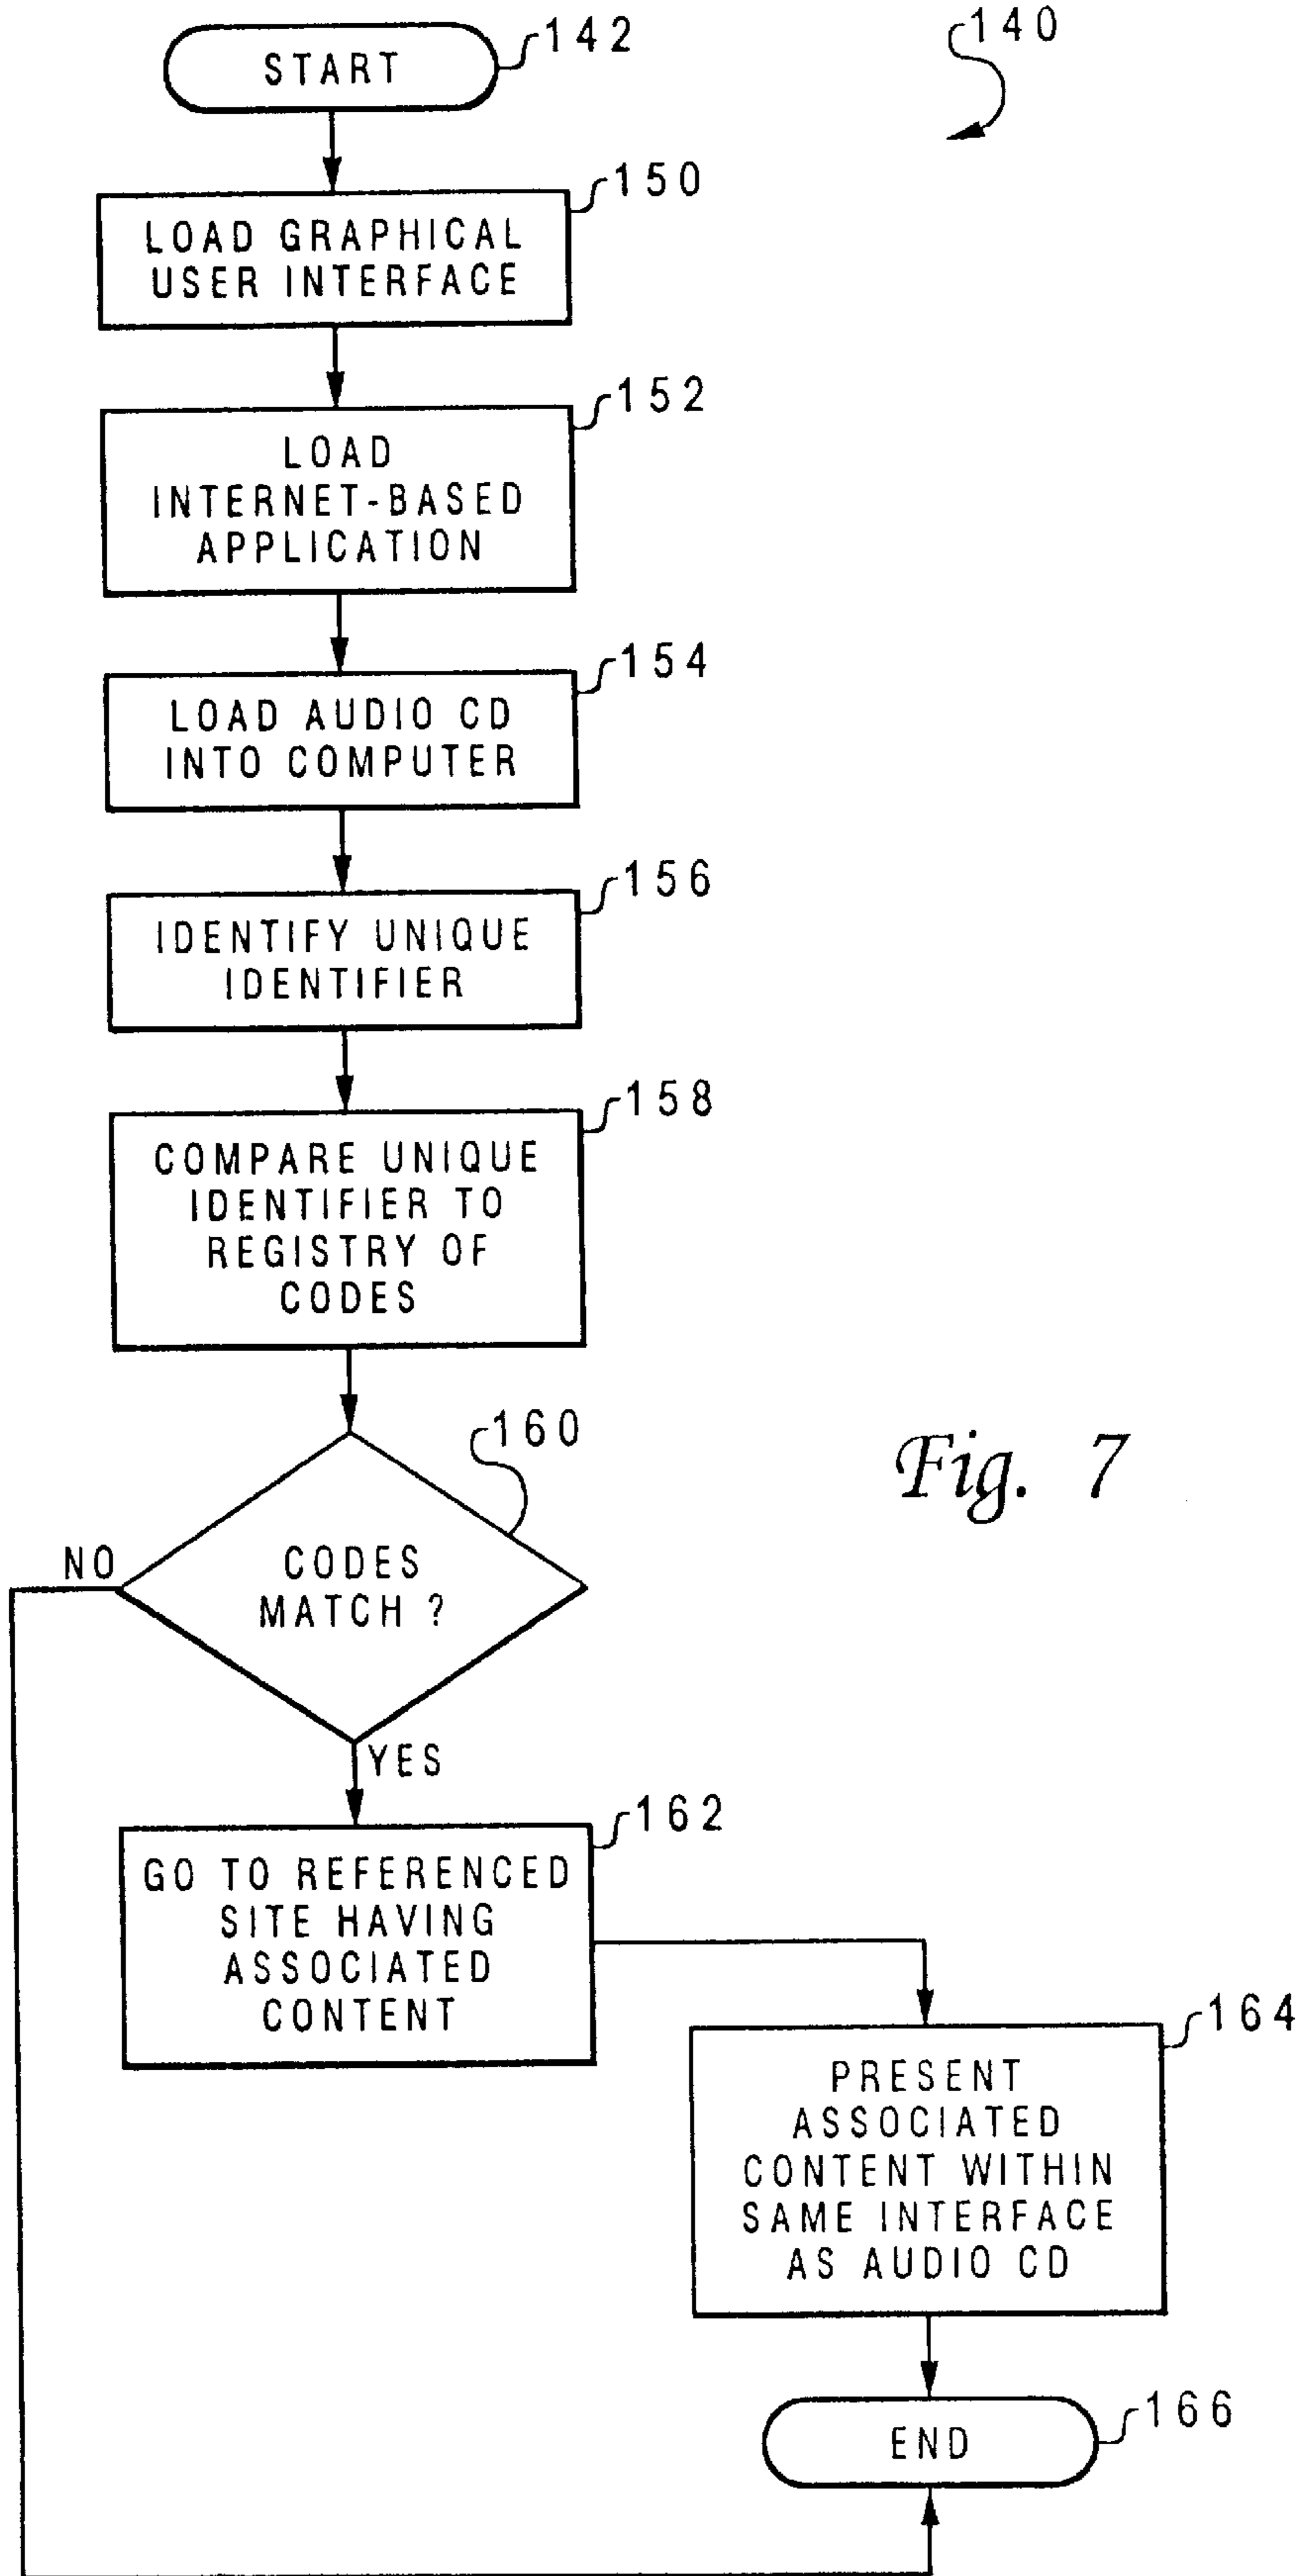 142
START
140
150
LOAD GRAPHICAL
USER INTERFACE
152
LOAD
INTERNET-BASED
APPLICATION
154
LOAD AUDIO CD
INTO COMPUTER
156
IDENTIFY UNIQUE
IDENTIFIER
158
COMPARE UNIQUE
IDENTIFIER TO
REGISTRY OF
CODES
160
Fig. 7
NO
CODES
MATCH ?
YES
162
GO TO REFERENCED
SITE HAVING
ASSOCIATED
CONTENT
164
PRESENT
ASSOCIATED
CONTENT WITHIN
SAME INTERFACE
AS AUDIO CD
166
END